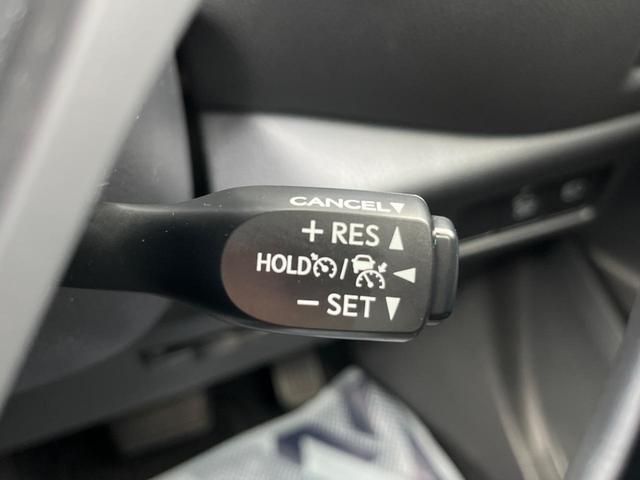 CANCEL▼
+ RES ▲
HOLD / ◀
− SET ▼